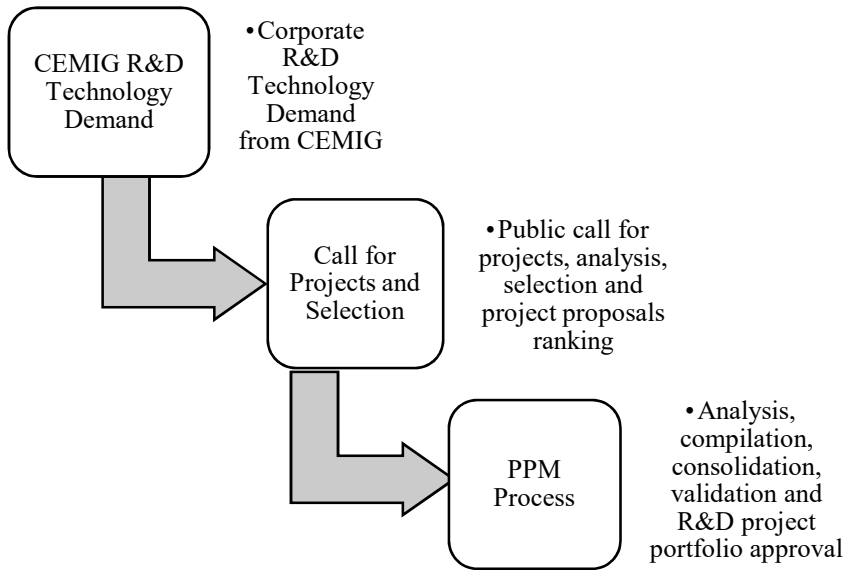 CEMIG R&D
Technology
Demand
•Corporate
R&D
Technology
Demand
from CEMIG
Call for
Projects and
Selection
•Public call for
projects, analysis,
selection and
project proposals
ranking
PPM
Process
•Analysis,
compilation,
consolidation,
validation and
R&D project
portfolio approval